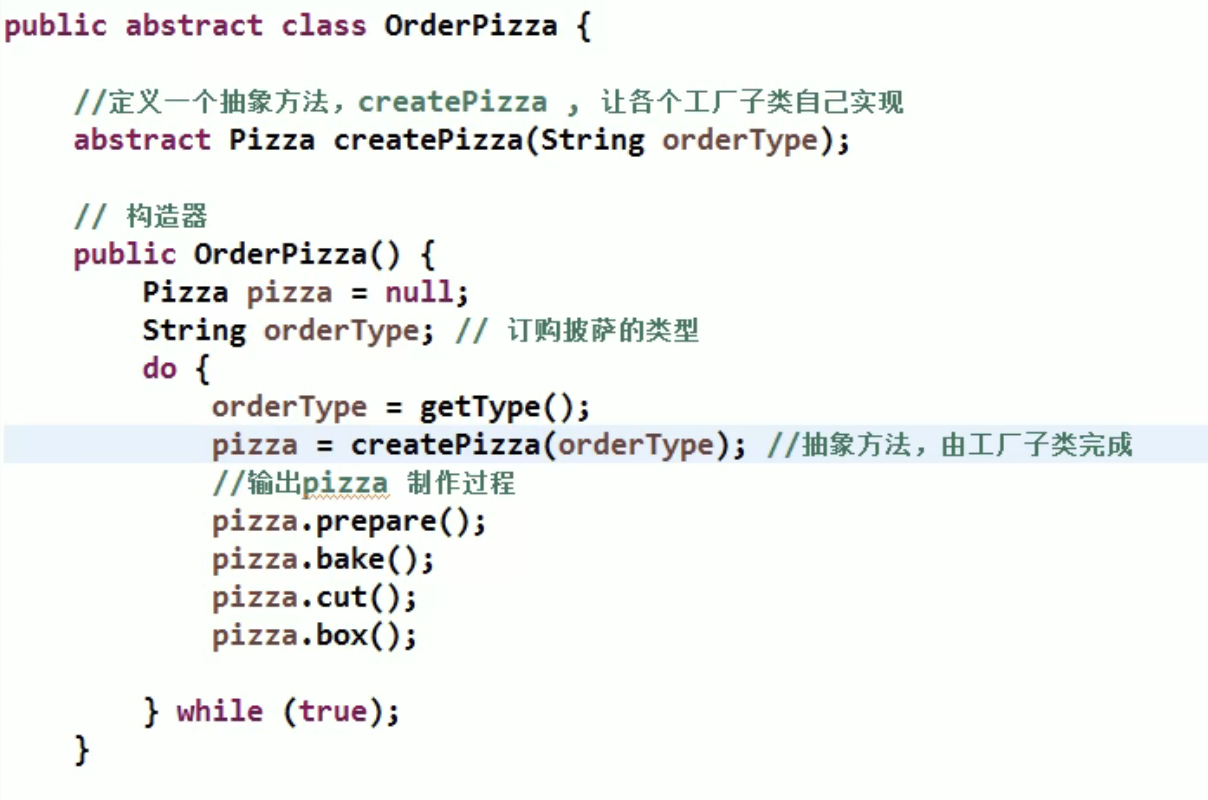 public abstract class OrderPizza {
//定义一个抽象方法，createPizza , 让各个工厂子类自己实现
abstract Pizza createPizza(String orderType);
// 构造器
public OrderPizza() {
Pizza pizza = null;
String orderType; // 订购披萨的类型
do {
orderType = getType();
pizza = createPizza(orderType); //抽象方法，由工厂子类完成
//输出pizza 制作过程
pizza.prepare();
pizza.bake();
pizza.cut();
pizza.box();
} while (true);
}